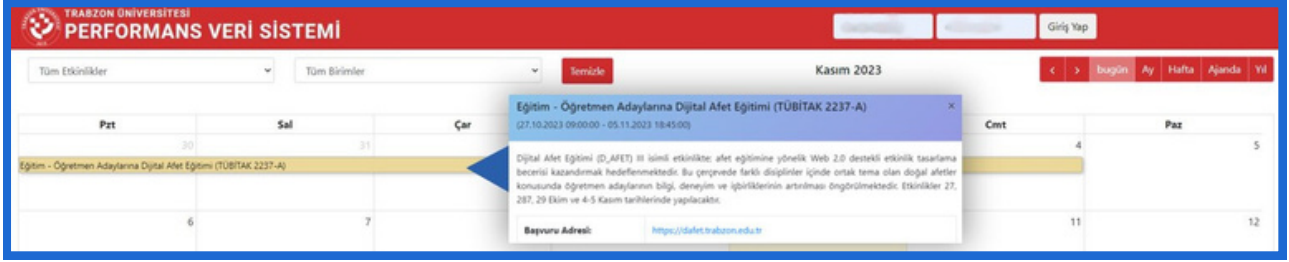 TRABZON ÜNİVERSİTESİ
PERFORMANS VERİ SİSTEMİ
Giriş Yap
Tüm Etkinlikler
Tüm Birimler
Temizle
Kasım 2023
< > bugün Ay Hafta Ajanda Yıl
Pzt Sal Çar Cmt Paz
30 31 4 5
Eğitim - Öğretmen Adaylarına Dijital Afet Eğitimi (TÜBİTAK 2237-A)
Eğitim - Öğretmen Adaylarına Dijital Afet Eğitimi (TÜBİTAK 2237-A) ×
(27.10.2023 09:00:00 - 05.11.2023 18:45:00)
Dijital Afet Eğitimi (D_AFET) III isimli etkinlikte; afet eğitimine yönelik Web 2.0 destekli etkinlik tasarlama
becerisi kazandırmak hedeflenmektedir. Bu çerçevede farklı disiplinler içinde ortak tema olan doğal afetler
konusunda öğretmen adaylarının bilgi, deneyim ve işbirliklerinin artırılması öngörülmektedir. Etkinlikler 27,
287, 29 Ekim ve 4-5 Kasım tarihlerinde yapılacaktır.
Başvuru Adresi: https://dafet.trabzon.edu.tr
6 7 11 12